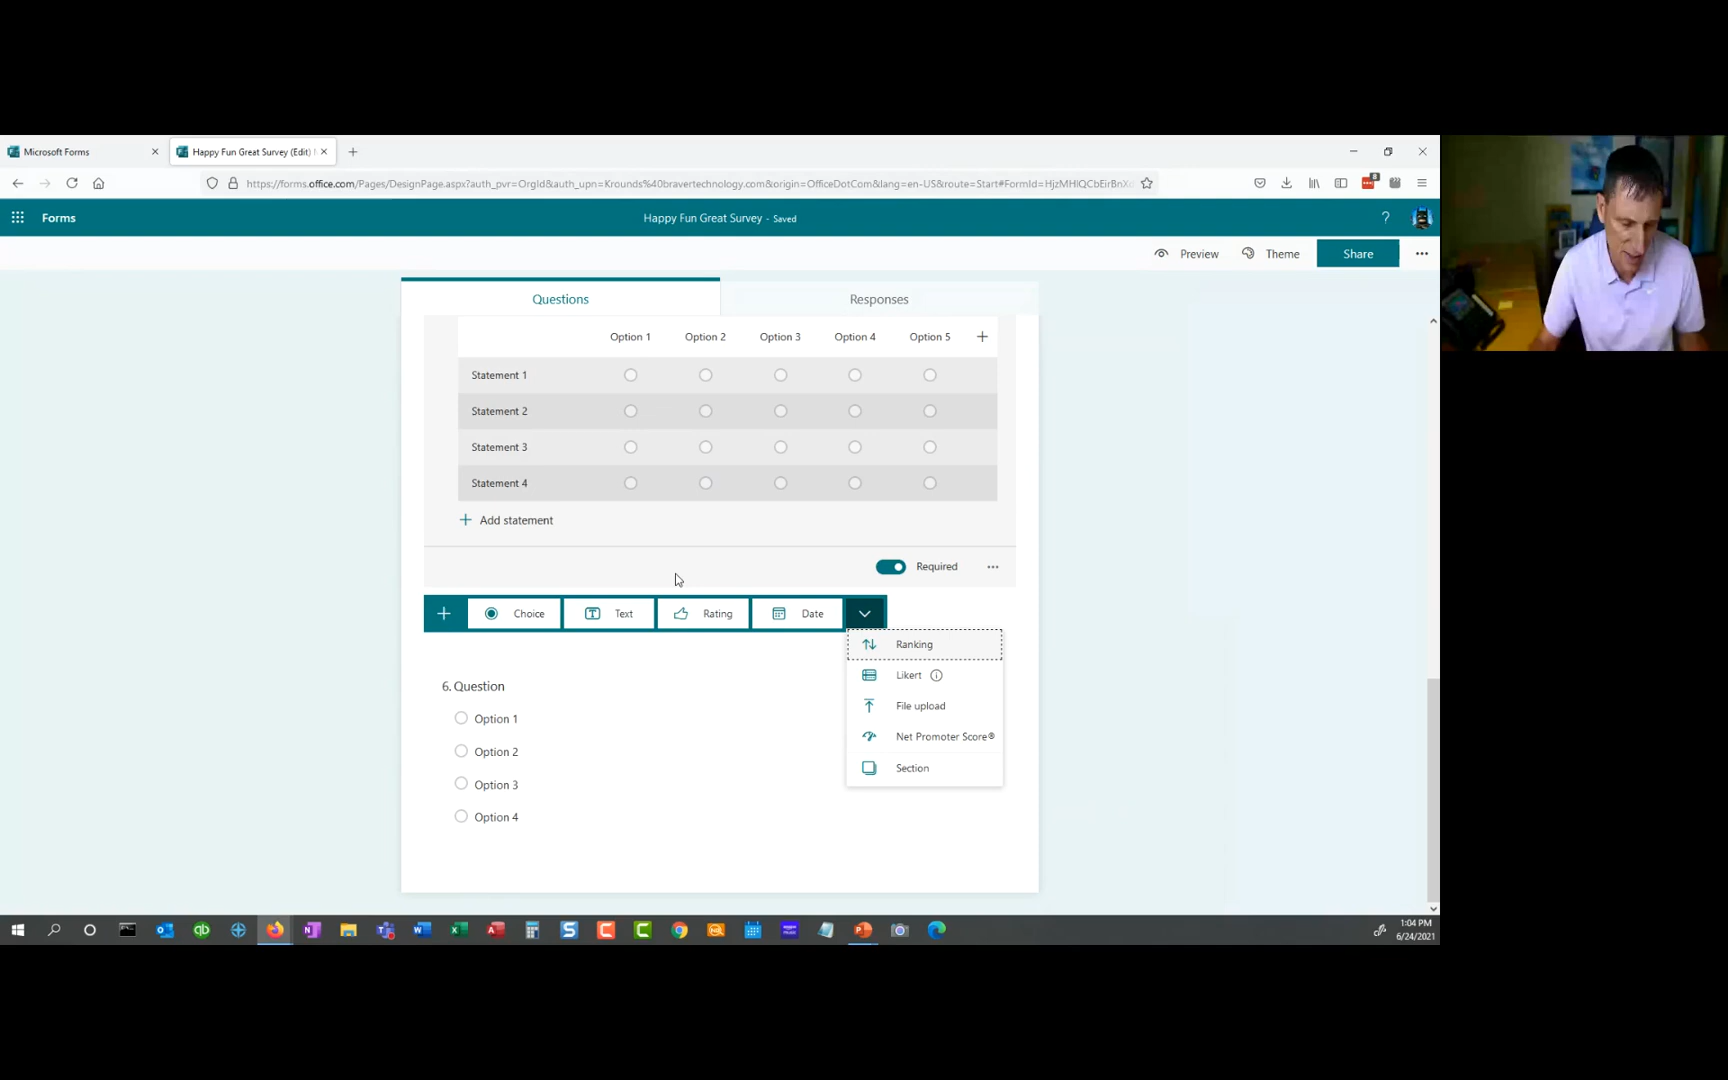 Microsoft Forms
Happy Fun Great Survey (Edit)
https://forms.office.com/Pages/DesignPage.aspx?auth_pvr=OrgId&auth_upn=Krounds%40bravertechnology.com&origin=OfficeDotCom&lang=en-US&route=Start#FormId=HjzMHlQCbEirBnXd
8
Forms
Happy Fun Great Survey - Saved
?
Preview
Theme
Share
Questions
Responses
Option 1 Option 2 Option 3 Option 4 Option 5
Statement 1
Statement 2
Statement 3
Statement 4
Add statement
Required
Choice
Text
Rating
Date
Ranking
Likert
File upload
Net Promoter Score®
Section
6. Question
Option 1
Option 2
Option 3
Option 4
1:04 PM
6/24/2021